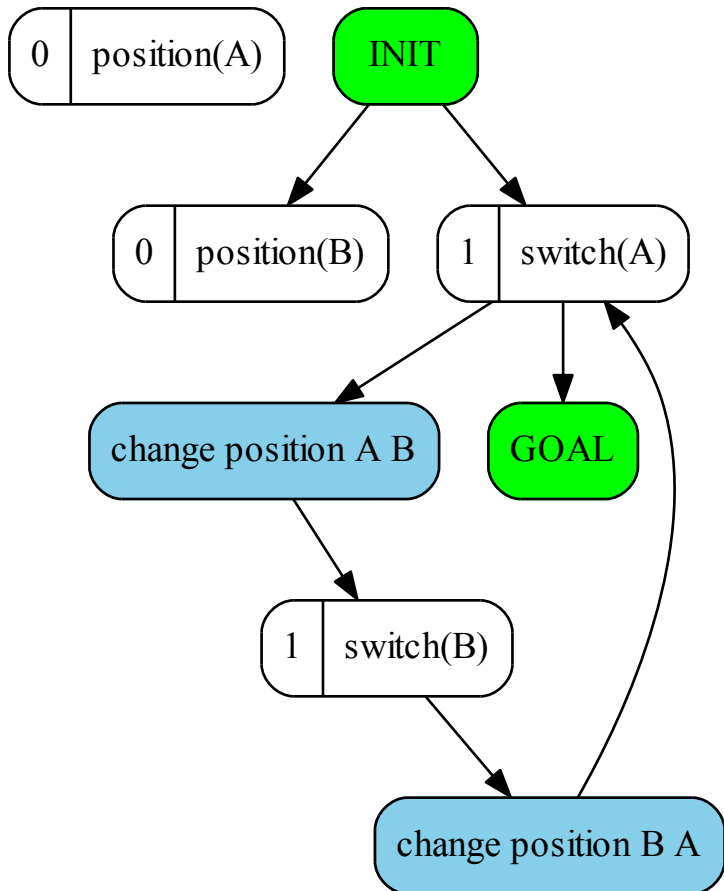 0 position(A)
INIT
0 position(B)
1 switch(A)
change position A B
GOAL
1 switch(B)
change position B A